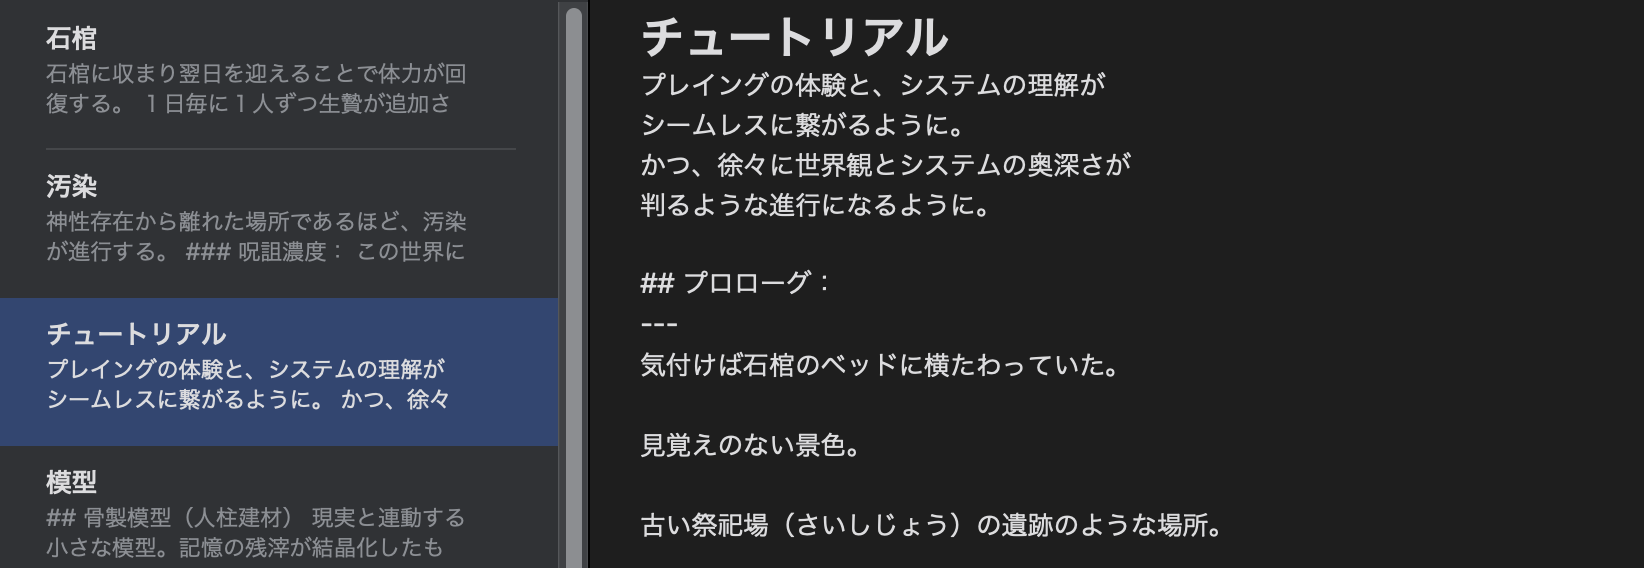 石棺
石棺に収まり翌日を迎えることで体力が回
復する。 １日毎に１人ずつ生贄が追加さ
汚染
神性存在から離れた場所であるほど、汚染
が進行する。 ### 呪詛濃度： この世界に
チュートリアル
プレイングの体験と、システムの理解が
シームレスに繋がるように。 かつ、徐々
模型
## 骨製模型（人柱建材） 現実と連動する
小さな模型。記憶の残滓が結晶化したも
チュートリアル
プレイングの体験と、システムの理解が
シームレスに繋がるように。
かつ、徐々に世界観とシステムの奥深さが
判るような進行になるように。
## プロローグ：
---
気付けば石棺のベッドに横たわっていた。
見覚えのない景色。
古い祭祀場（さいしじょう）の遺跡のような場所。